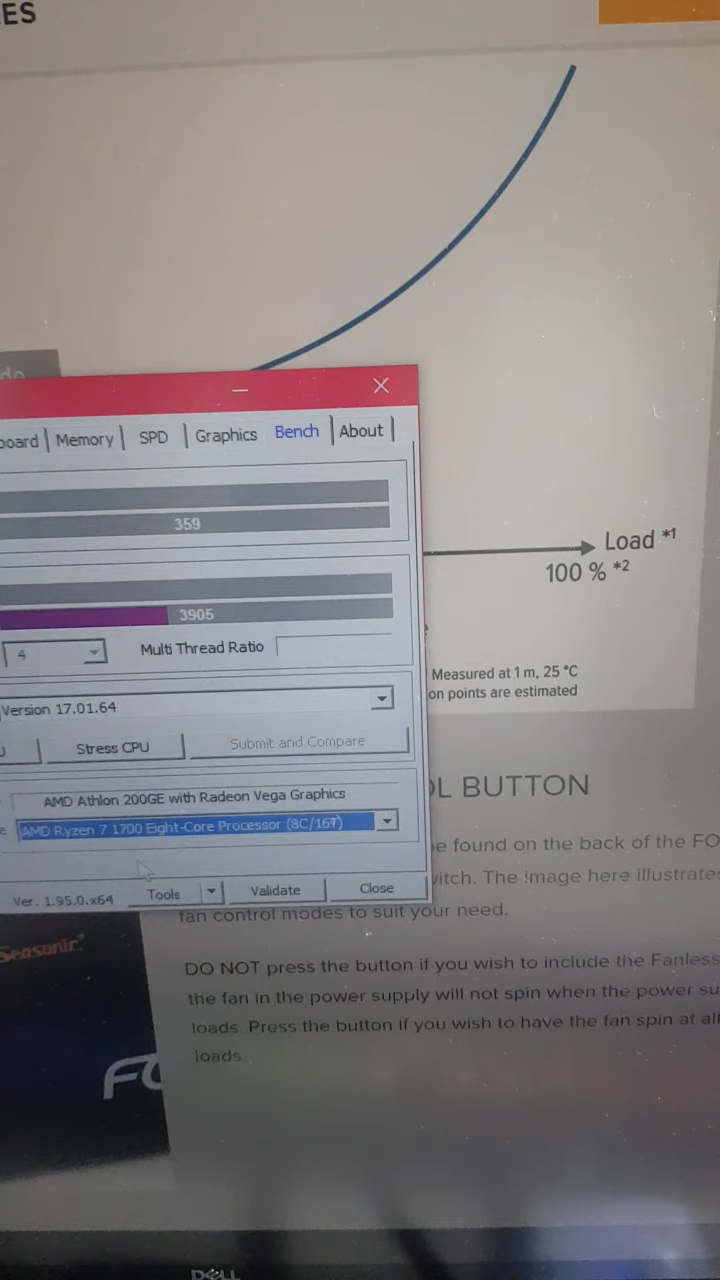 ES
board
Memory
SPD
Graphics
Bench
About
359
Load *1
100 % *2
3905
4
Multi Thread Ratio
Measured at 1 m, 25 °C
on points are estimated
Version 17.01.64
Stress CPU
Submit and Compare
AMD Athlon 200GE with Radeon Vega Graphics
AMD Ryzen 7 1700 Eight-Core Processor (8C/16T)
OL BUTTON
e found on the back of the FO
witch. The image here illustrates
Ver. 1.95.0.x64
Tools
Validate
Close
fan control modes to suit your need.
Seasonic
DO NOT press the button if you wish to include the Fanless
the fan in the power supply will not spin when the power su
loads. Press the button if you wish to have the fan spin at all
loads
FO
DELL